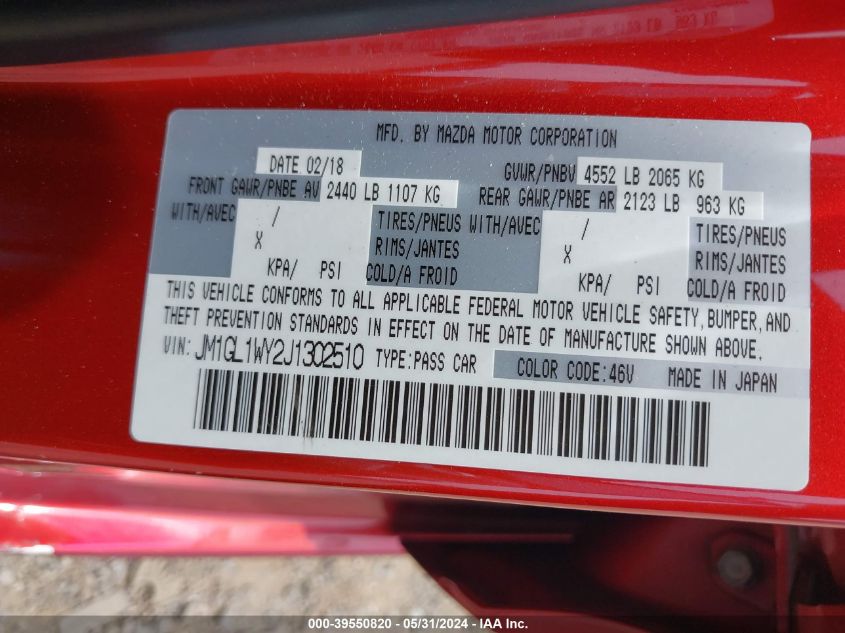 MFD. BY MAZDA MOTOR CORPORATION
DATE 02/18 GVWR/PNBV 4552 LB 2065 KG
FRONT GAWR/PNBE AV 2440 LB 1107 KG REAR GAWR/PNBE AR 2123 LB 963 KG
WITH/AVEC / TIRES/PNEUS WITH/AVEC / TIRES/PNEUS
X RIMS/JANTES X RIMS/JANTES
KPA/ PSI COLD/A FROID KPA/ PSI COLD/A FROID
THIS VEHICLE CONFORMS TO ALL APPLICABLE FEDERAL MOTOR VEHICLE SAFETY, BUMPER, AND
THEFT PREVENTION STANDARDS IN EFFECT ON THE DATE OF MANUFACTURE SHOWN ABOVE.
VIN: JM1GL1WY2J1302510 TYPE: PASS CAR COLOR CODE: 46V MADE IN JAPAN
000-39550820 - 05/31/2024 - IAA Inc.